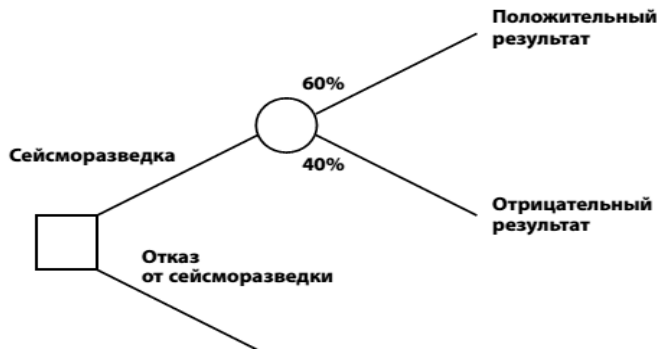 Положительный
результат
60%
Сейсморазведка
40%
Отрицательный
результат
Отказ
от сейсморазведки